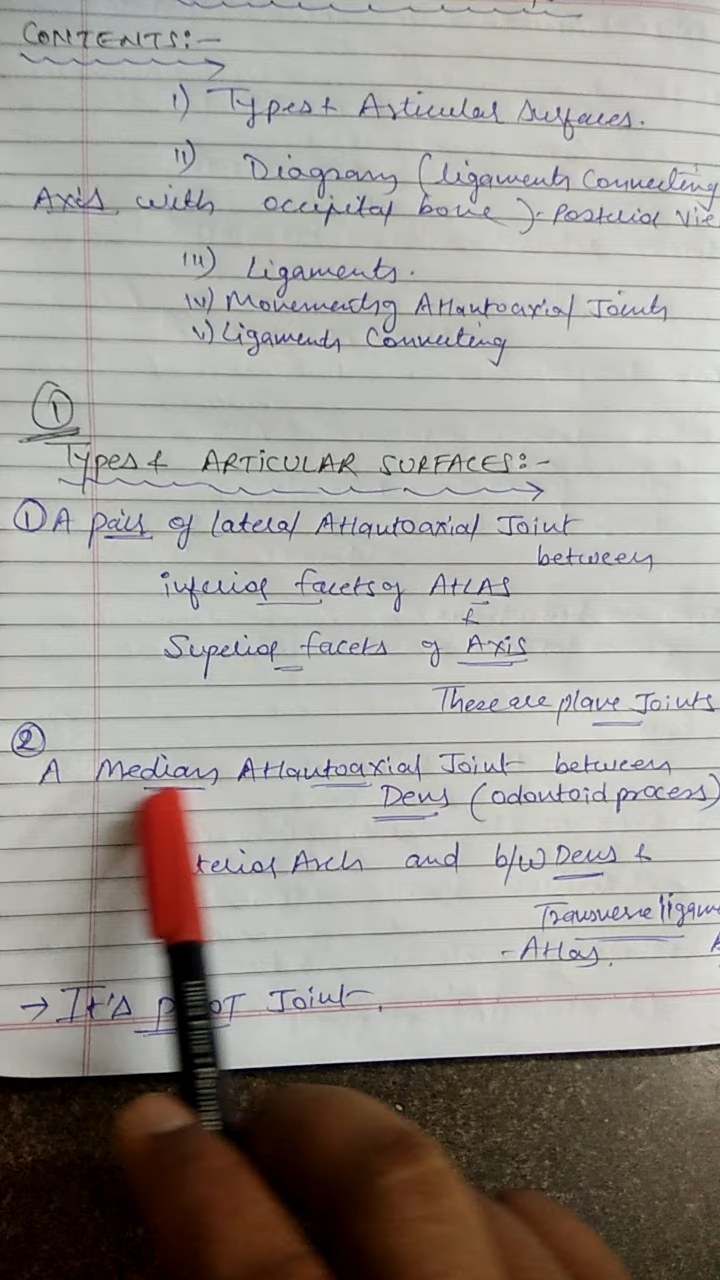 CONTENTS:-
i) Types & Articular Surfaces.
ii) Diagram (ligaments Connecting
Axis with occipital bone)-Posterior Vie
iii) Ligaments.
iv) Movements of Atlantoaxial Joints
v) Ligaments Connecting
①
Types & ARTICULAR SURFACES:-
① A pair of lateral Atlantoaxial Joint
between
inferior facets of ATLAS
&
Superior facets of Axis
These are plane Joints
②
A Median Atlantoaxial Joint between
Dens (odontoid process)
terior Arch and b/w Dens &
Transverse ligam
- Atlas.
→ It's p OT Joint.